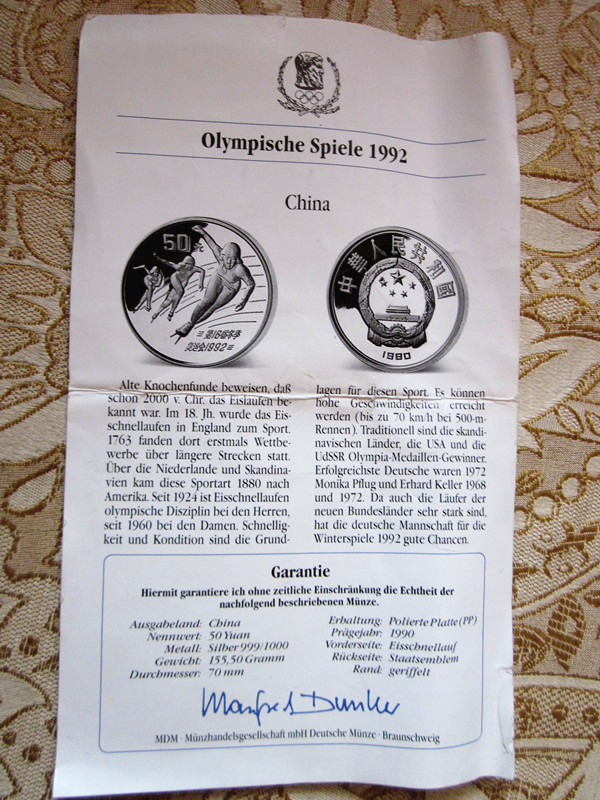 Olympische Spiele 1992
China
50元
第16届冬季
奥运会1992
中華人民共和国
1990
Alte Knochenfunde beweisen, daß
schon 2000 v. Chr. das Eislaufen be-
kannt war. Im 18. Jh. wurde das Eis-
schnellaufen in England zum Sport.
1763 fanden dort erstmals Wettbe-
werbe über längere Strecken statt.
Über die Niederlande und Skandina-
vien kam diese Sportart 1880 nach
Amerika. Seit 1924 ist Eisschnellaufen
olympische Disziplin bei den Herren,
seit 1960 bei den Damen. Schnellig-
keit und Kondition sind die Grund-
lagen für diesen Sport. Es können
hohe Geschwindigkeiten erreicht
werden (bis zu 70 km/h bei 500-m-
Rennen). Traditionell sind die skandi-
navischen Länder, die USA und die
UdSSR Olympia-Medaillen-Gewinner.
Erfolgreichste Deutsche waren 1972
Monika Pflug und Erhard Keller 1968
und 1972. Da auch die Läufer der
neuen Bundesländer sehr stark sind,
hat die deutsche Mannschaft für die
Winterspiele 1992 gute Chancen.
Garantie
Hiermit garantiere ich ohne zeitliche Einschränkung die Echtheit der
nachfolgend beschriebenen Münze.
Ausgabeland: China
Nennwert: 50 Yuan
Metall: Silber 999/1000
Gewicht: 155,50 Gramm
Durchmesser: 70 mm
Erhaltung: Polierte Platte (PP)
Prägejahr: 1990
Vorderseite: Eisschnellauf
Rückseite: Staatsemblem
Rand: geriffelt
Manfred Dunker
MDM · Münzhandelsgesellschaft mbH Deutsche Münze · Braunschweig